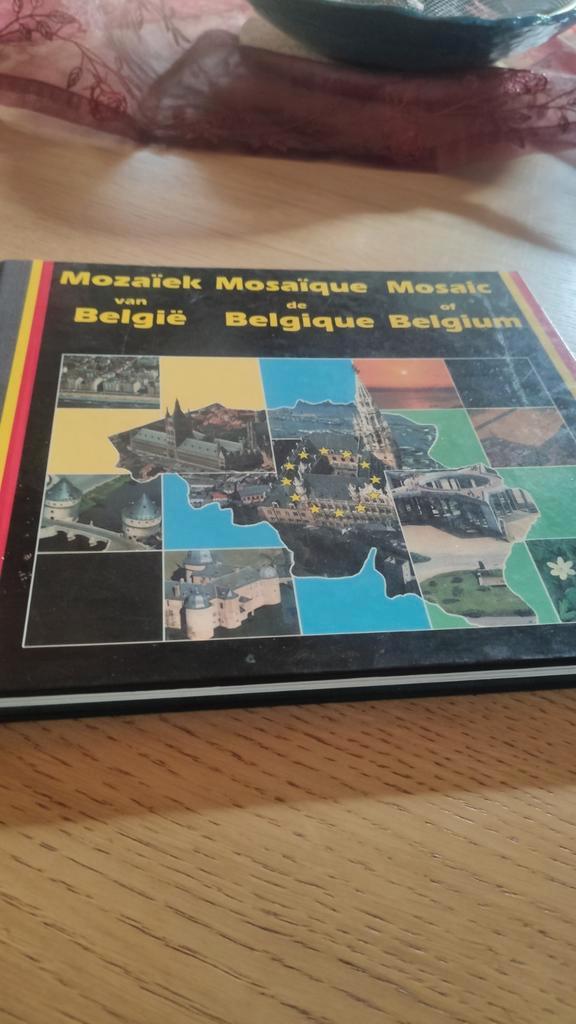 Mozaïek Mosaïque Mosaic
van de of
België Belgique Belgium